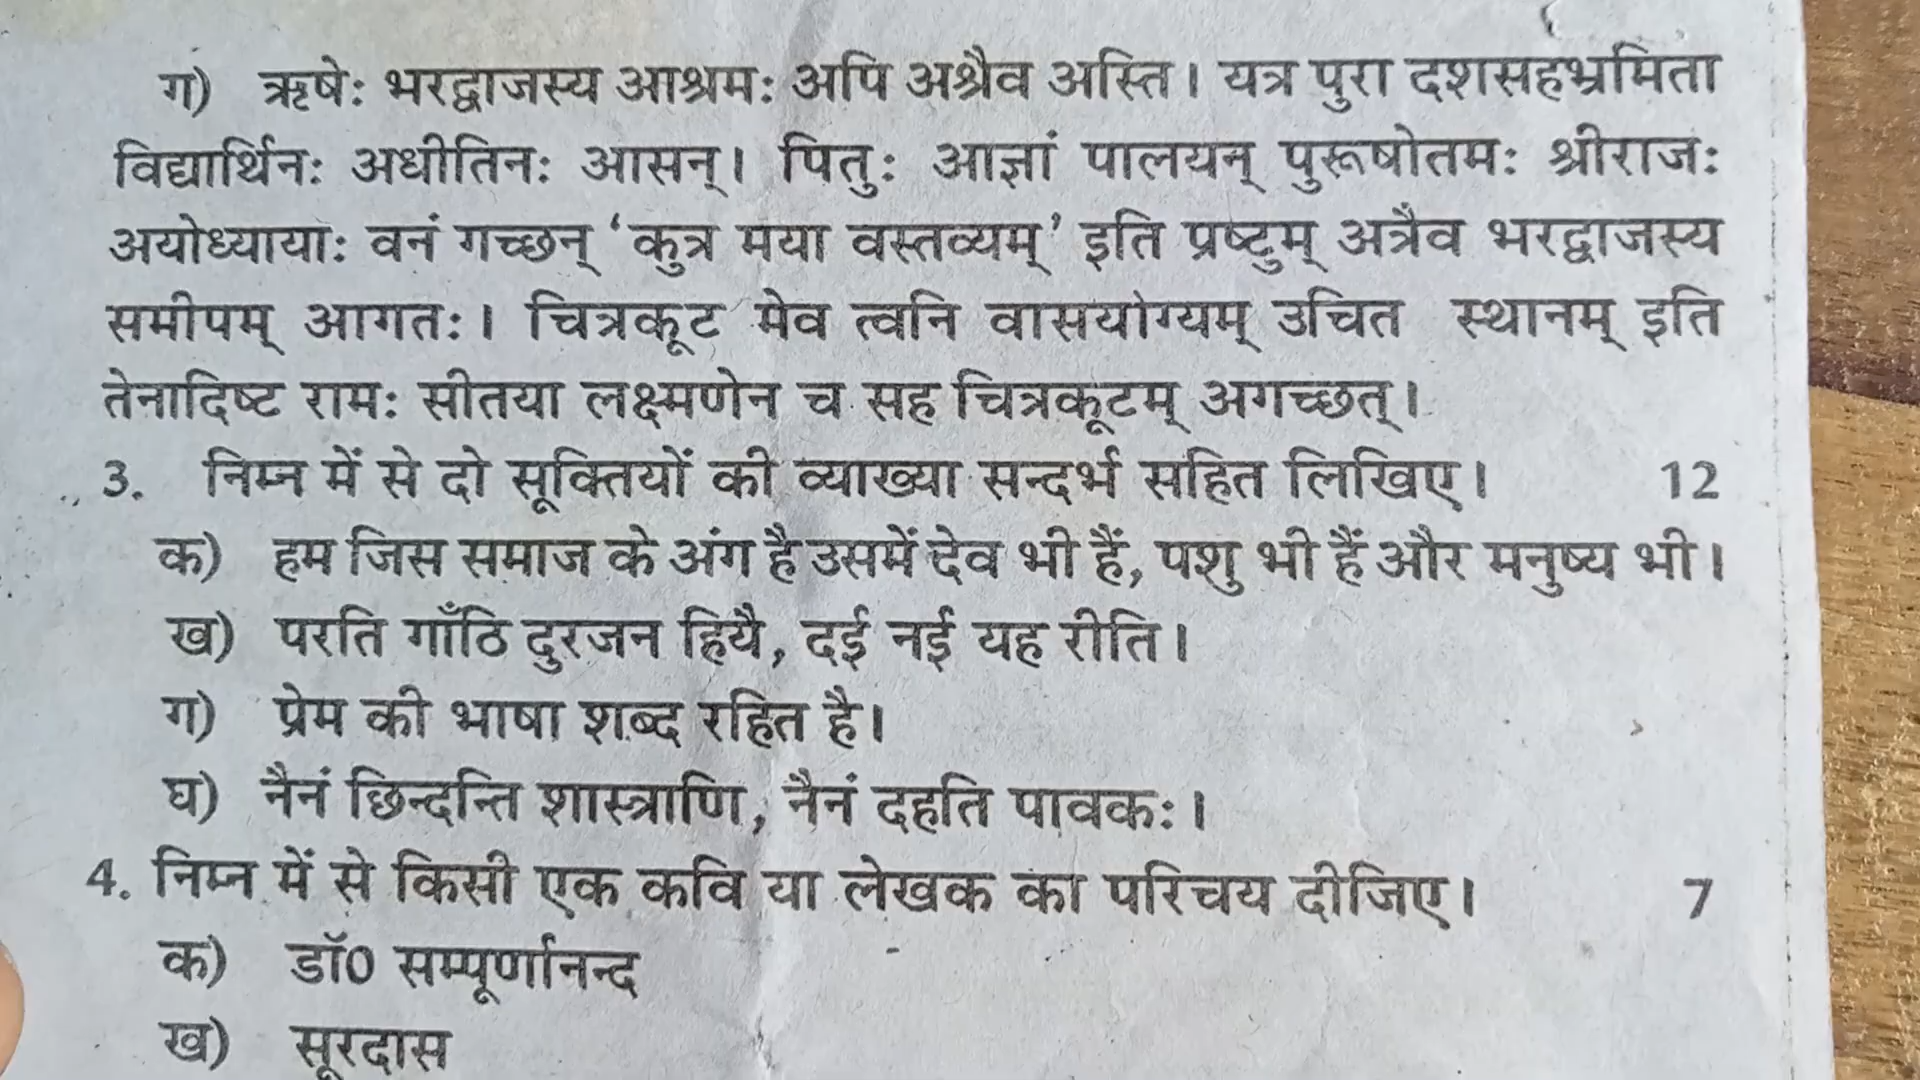 ग) ऋषेः भरद्वाजस्य आश्रमः अपि अश्रैव अस्ति। यत्र पुरा दशसहभ्रमिता
विद्यार्थिनः अधीतिनः आसन्। पितुः आज्ञां पालयन् पुरूषोतमः श्रीराजः
अयोध्यायाः वनं गच्छन् ‘कुत्र मया वस्तव्यम्’ इति प्रष्टुम् अत्रैव भरद्वाजस्य
समीपम् आगतः। चित्रकूट मेव त्वनि वासयोग्यम् उचित स्थानम् इति
तेनादिष्ट रामः सीतया लक्ष्मणेन च सह चित्रकूटम् अगच्छत्।
3. निम्न में से दो सूक्तियों की व्याख्या सन्दर्भ सहित लिखिए। 12
क) हम जिस समाज के अंग है उसमें देव भी हैं, पशु भी हैं और मनुष्य भी।
ख) परति गाँठि दुरजन हियै, दई नई यह रीति।
ग) प्रेम की भाषा शब्द रहित है।
घ) नैनं छिन्दन्ति शास्त्राणि, नैनं दहति पावकः।
4. निम्न में से किसी एक कवि या लेखक का परिचय दीजिए। 7
क) डॉ0 सम्पूर्णानन्द
ख) सूरदास